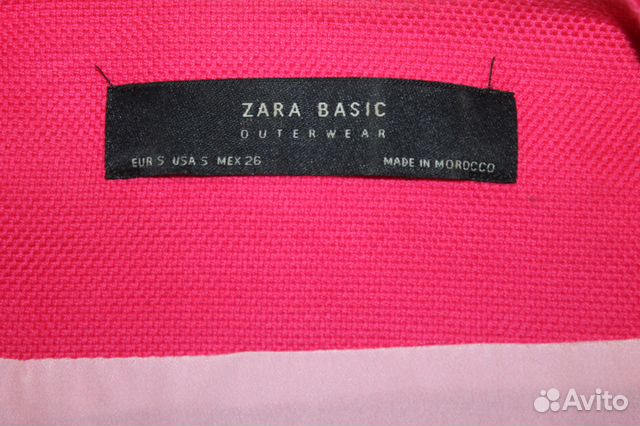 ZARA BASIC
OUTERWEAR
EUR S USA S MEX 26 MADE IN MOROCCO
Avito